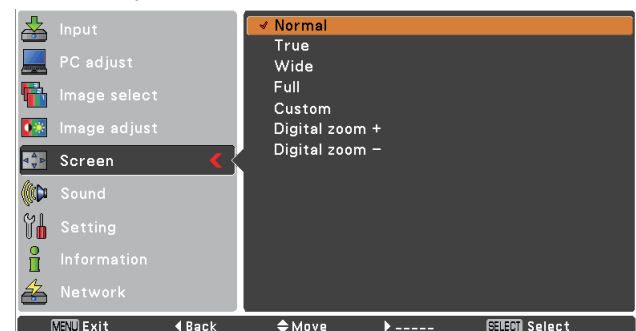 Input
PC adjust
Image select
Image adjust
Screen
Sound
Setting
Information
Network
✔ Normal
True
Wide
Full
Custom
Digital zoom +
Digital zoom –
MENU Exit ◀Back ◆Move ▶----- SELECT Select